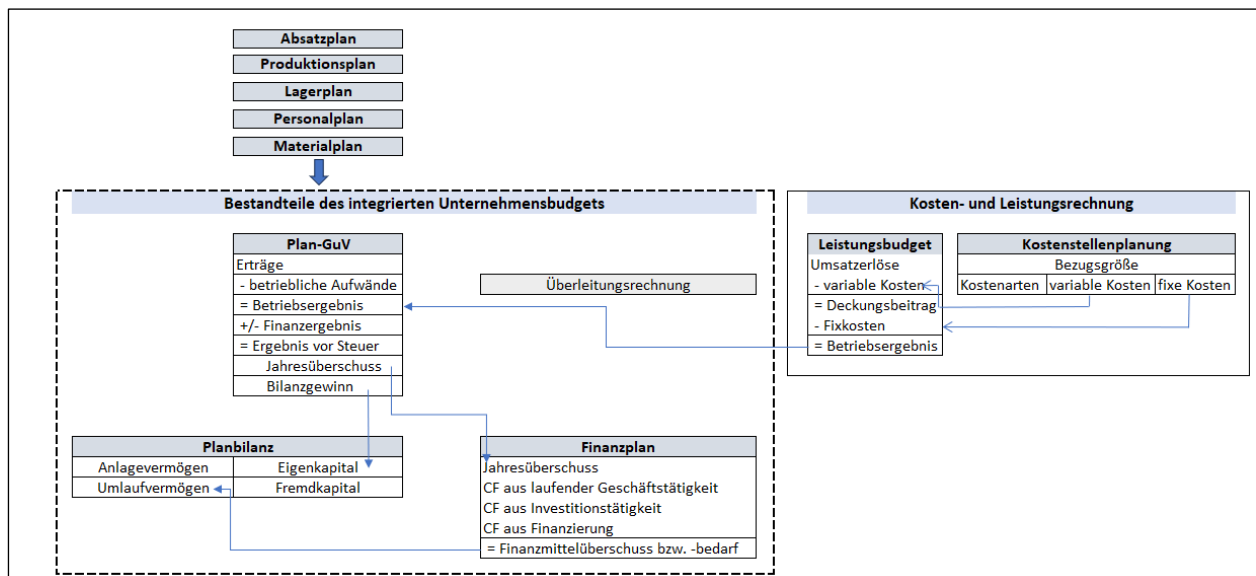 Absatzplan
Produktionsplan
Lagerplan
Personalplan
Materialplan
Bestandteile des integrierten Unternehmensbudgets
Plan-GuV
Erträge
- betriebliche Aufwände
= Betriebsergebnis
+/- Finanzergebnis
= Ergebnis vor Steuer
Jahresüberschuss
Bilanzgewinn
Überleitungsrechnung
Planbilanz
Anlagevermögen Eigenkapital
Umlaufvermögen Fremdkapital
Finanzplan
Jahresüberschuss
CF aus laufender Geschäftstätigkeit
CF aus Investitionstätigkeit
CF aus Finanzierung
= Finanzmittelüberschuss bzw. -bedarf
Kosten- und Leistungsrechnung
Leistungsbudget
Umsatzerlöse
- variable Kosten
= Deckungsbeitrag
- Fixkosten
= Betriebsergebnis
Kostenstellenplanung
Bezugsgröße
Kostenarten variable Kosten fixe Kosten